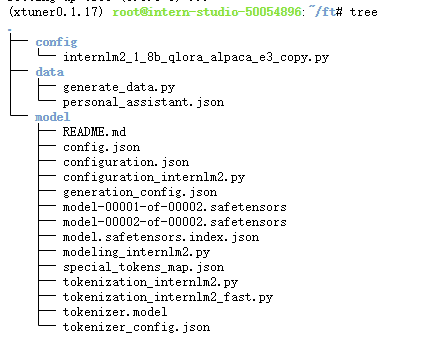 (xtuner0.1.17) root@intern-studio-50054896:~/ft# tree
.
├── config
│   └── internlm2_1_8b_qlora_alpaca_e3_copy.py
├── data
│   ├── generate_data.py
│   └── personal_assistant.json
└── model
    ├── README.md
    ├── config.json
    ├── configuration.json
    ├── configuration_internlm2.py
    ├── generation_config.json
    ├── model-00001-of-00002.safetensors
    ├── model-00002-of-00002.safetensors
    ├── model.safetensors.index.json
    ├── modeling_internlm2.py
    ├── special_tokens_map.json
    ├── tokenization_internlm2.py
    ├── tokenization_internlm2_fast.py
    ├── tokenizer.model
    └── tokenizer_config.json